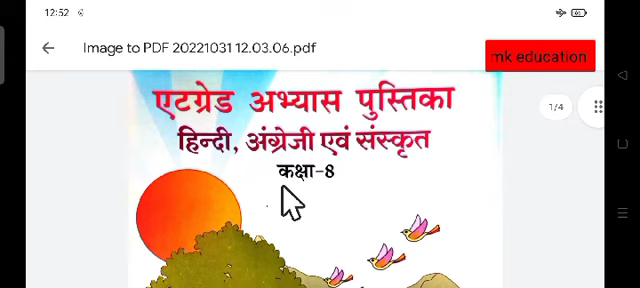 12:52
Image to PDF 20221031 12.03.06.pdf
mk education
एटग्रेड अभ्यास पुस्तिका
1/4
हिन्दी, अंग्रेजी एवं संस्कृत
कक्षा-8